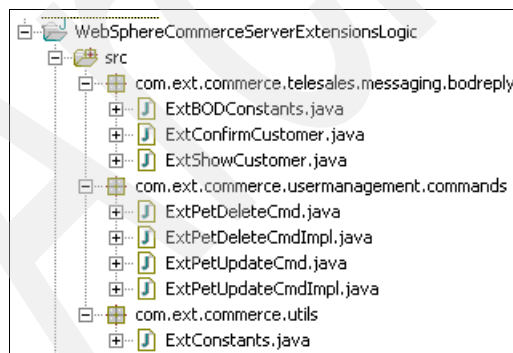 WebSphereCommerceServerExtensionsLogic
src
com.ext.commerce.telesales.messaging.bodreply
ExtBODConstants.java
ExtConfirmCustomer.java
ExtShowCustomer.java
com.ext.commerce.usermanagement.commands
ExtPetDeleteCmd.java
ExtPetDeleteCmdImpl.java
ExtPetUpdateCmd.java
ExtPetUpdateCmdImpl.java
com.ext.commerce.utils
ExtConstants.java